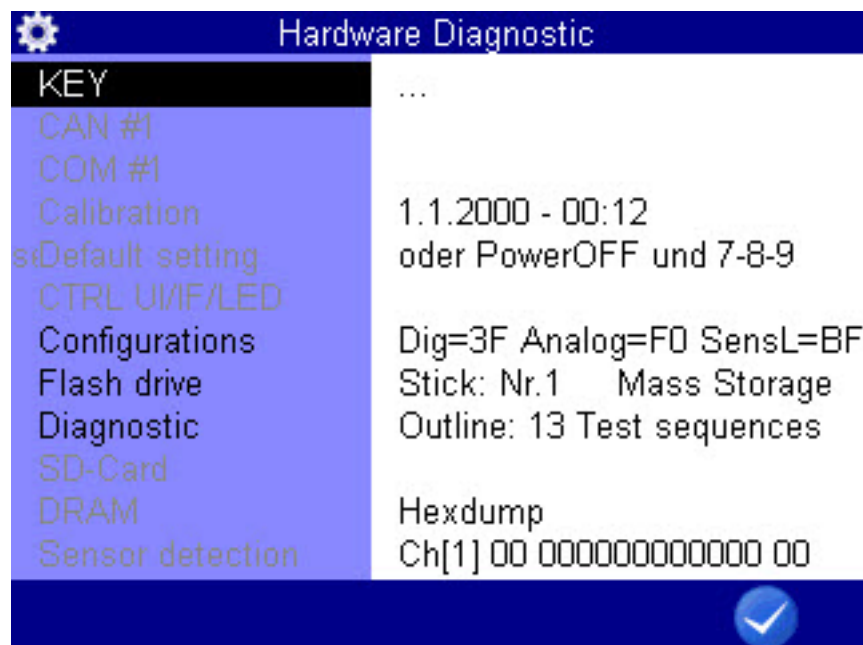 Hardware Diagnostic
KEY ...
CAN #1
COM #1
Calibration 1.1.2000 - 00:12
Default setting oder PowerOFF und 7-8-9
CTRL UI/IF/LED
Configurations Dig=3F Analog=F0 SensL=BF
Flash drive Stick: Nr.1 Mass Storage
Diagnostic Outline: 13 Test sequences
SD-Card
DRAM Hexdump
Sensor detection Ch[1] 00 000000000000 00